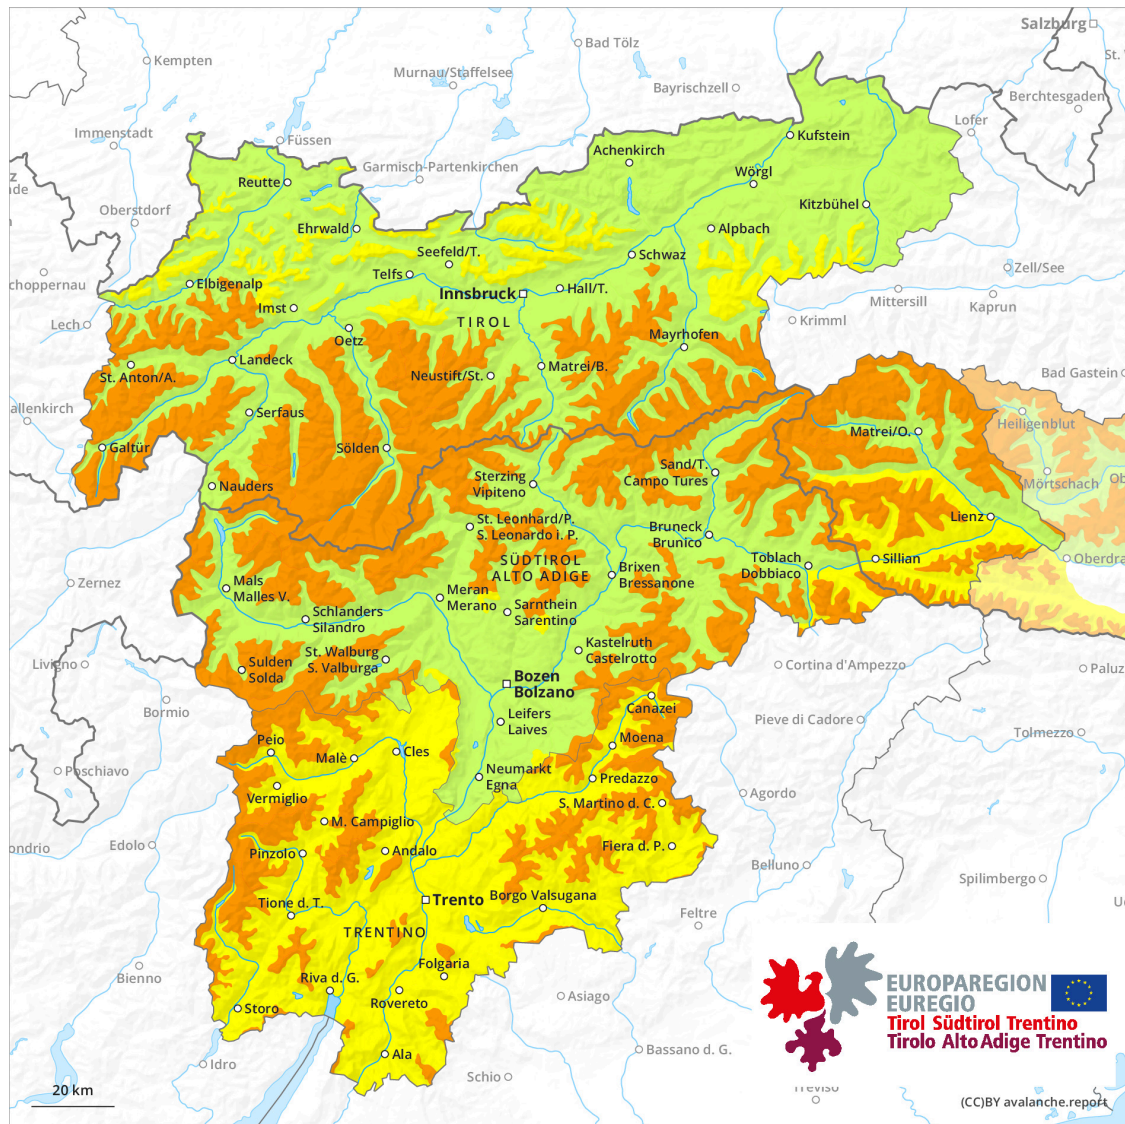 Salzburg
Bad Tölz
St.
Kempten
Murnau/Staffelsee
Bayrischzell
Berchtesgaden
Immenstadt
Füssen
Lofer
Kufstein
Achenkirch
Garmisch-Partenkirchen
Wörgl
Reutte
Oberstdorf
Kitzbühel
Ehrwald
Alpbach
Seefeld/T.
Schwaz
Telfs
Zell/See
choppernau
Elbigenalp
Innsbruck
Hall/T.
Mittersill
Kaprun
Imst
TIROL
Krimml
Lech
Oetz
Mayrhofen
Landeck
Matrei/B.
St. Anton/A.
Neustift/St.
Bad Gastein
allenkirch
Serfaus
Heiligenblut
Matrei/O.
Galtür
Sölden
Sand/T.
Campo Tures
Sterzing
Vipiteno
Nauders
Mörtschach
Ob
St. Leonhard/P.
S. Leonardo i. P.
Bruneck
Brunico
Lienz
SÜDTIROL
ALTO ADIGE
Toblach
Dobbiaco
Sillian
Oberdra
Brixen
Bressanone
Zernez
Mals
Malles V.
Meran
Merano
Sarnthein
Sarentino
Schlanders
Silandro
St. Walburg
S. Valburga
Kastelruth
Castelrotto
Livigno
Sulden
Solda
Cortina d'Ampezzo
Paluz
Bozen
Bolzano
Bormio
Canazei
Leifers
Laives
Pieve di Cadore
Tolmezzo
Peio
Moena
Malè
Cles
Poschiavo
Neumarkt
Egna
Predazzo
Vermiglio
Agordo
S. Martino d. C.
M. Campiglio
ondrio
Edolo
Pinzolo
Andalo
Fiera d. P.
Belluno
Spilimbergo
Tione d. T.
Trento
Borgo Valsugana
Feltre
TRENTINO
Folgaria
Bienno
Riva d. G.
Rovereto
Asiago
Storo
EUROPAREGION
EUREGIO
Tirol Südtirol Trentino
Tirolo Alto Adige Trentino
Ala
Idro
Bassano d. G.
Schio
20 km
Treviso
(CC)BY avalanche.report